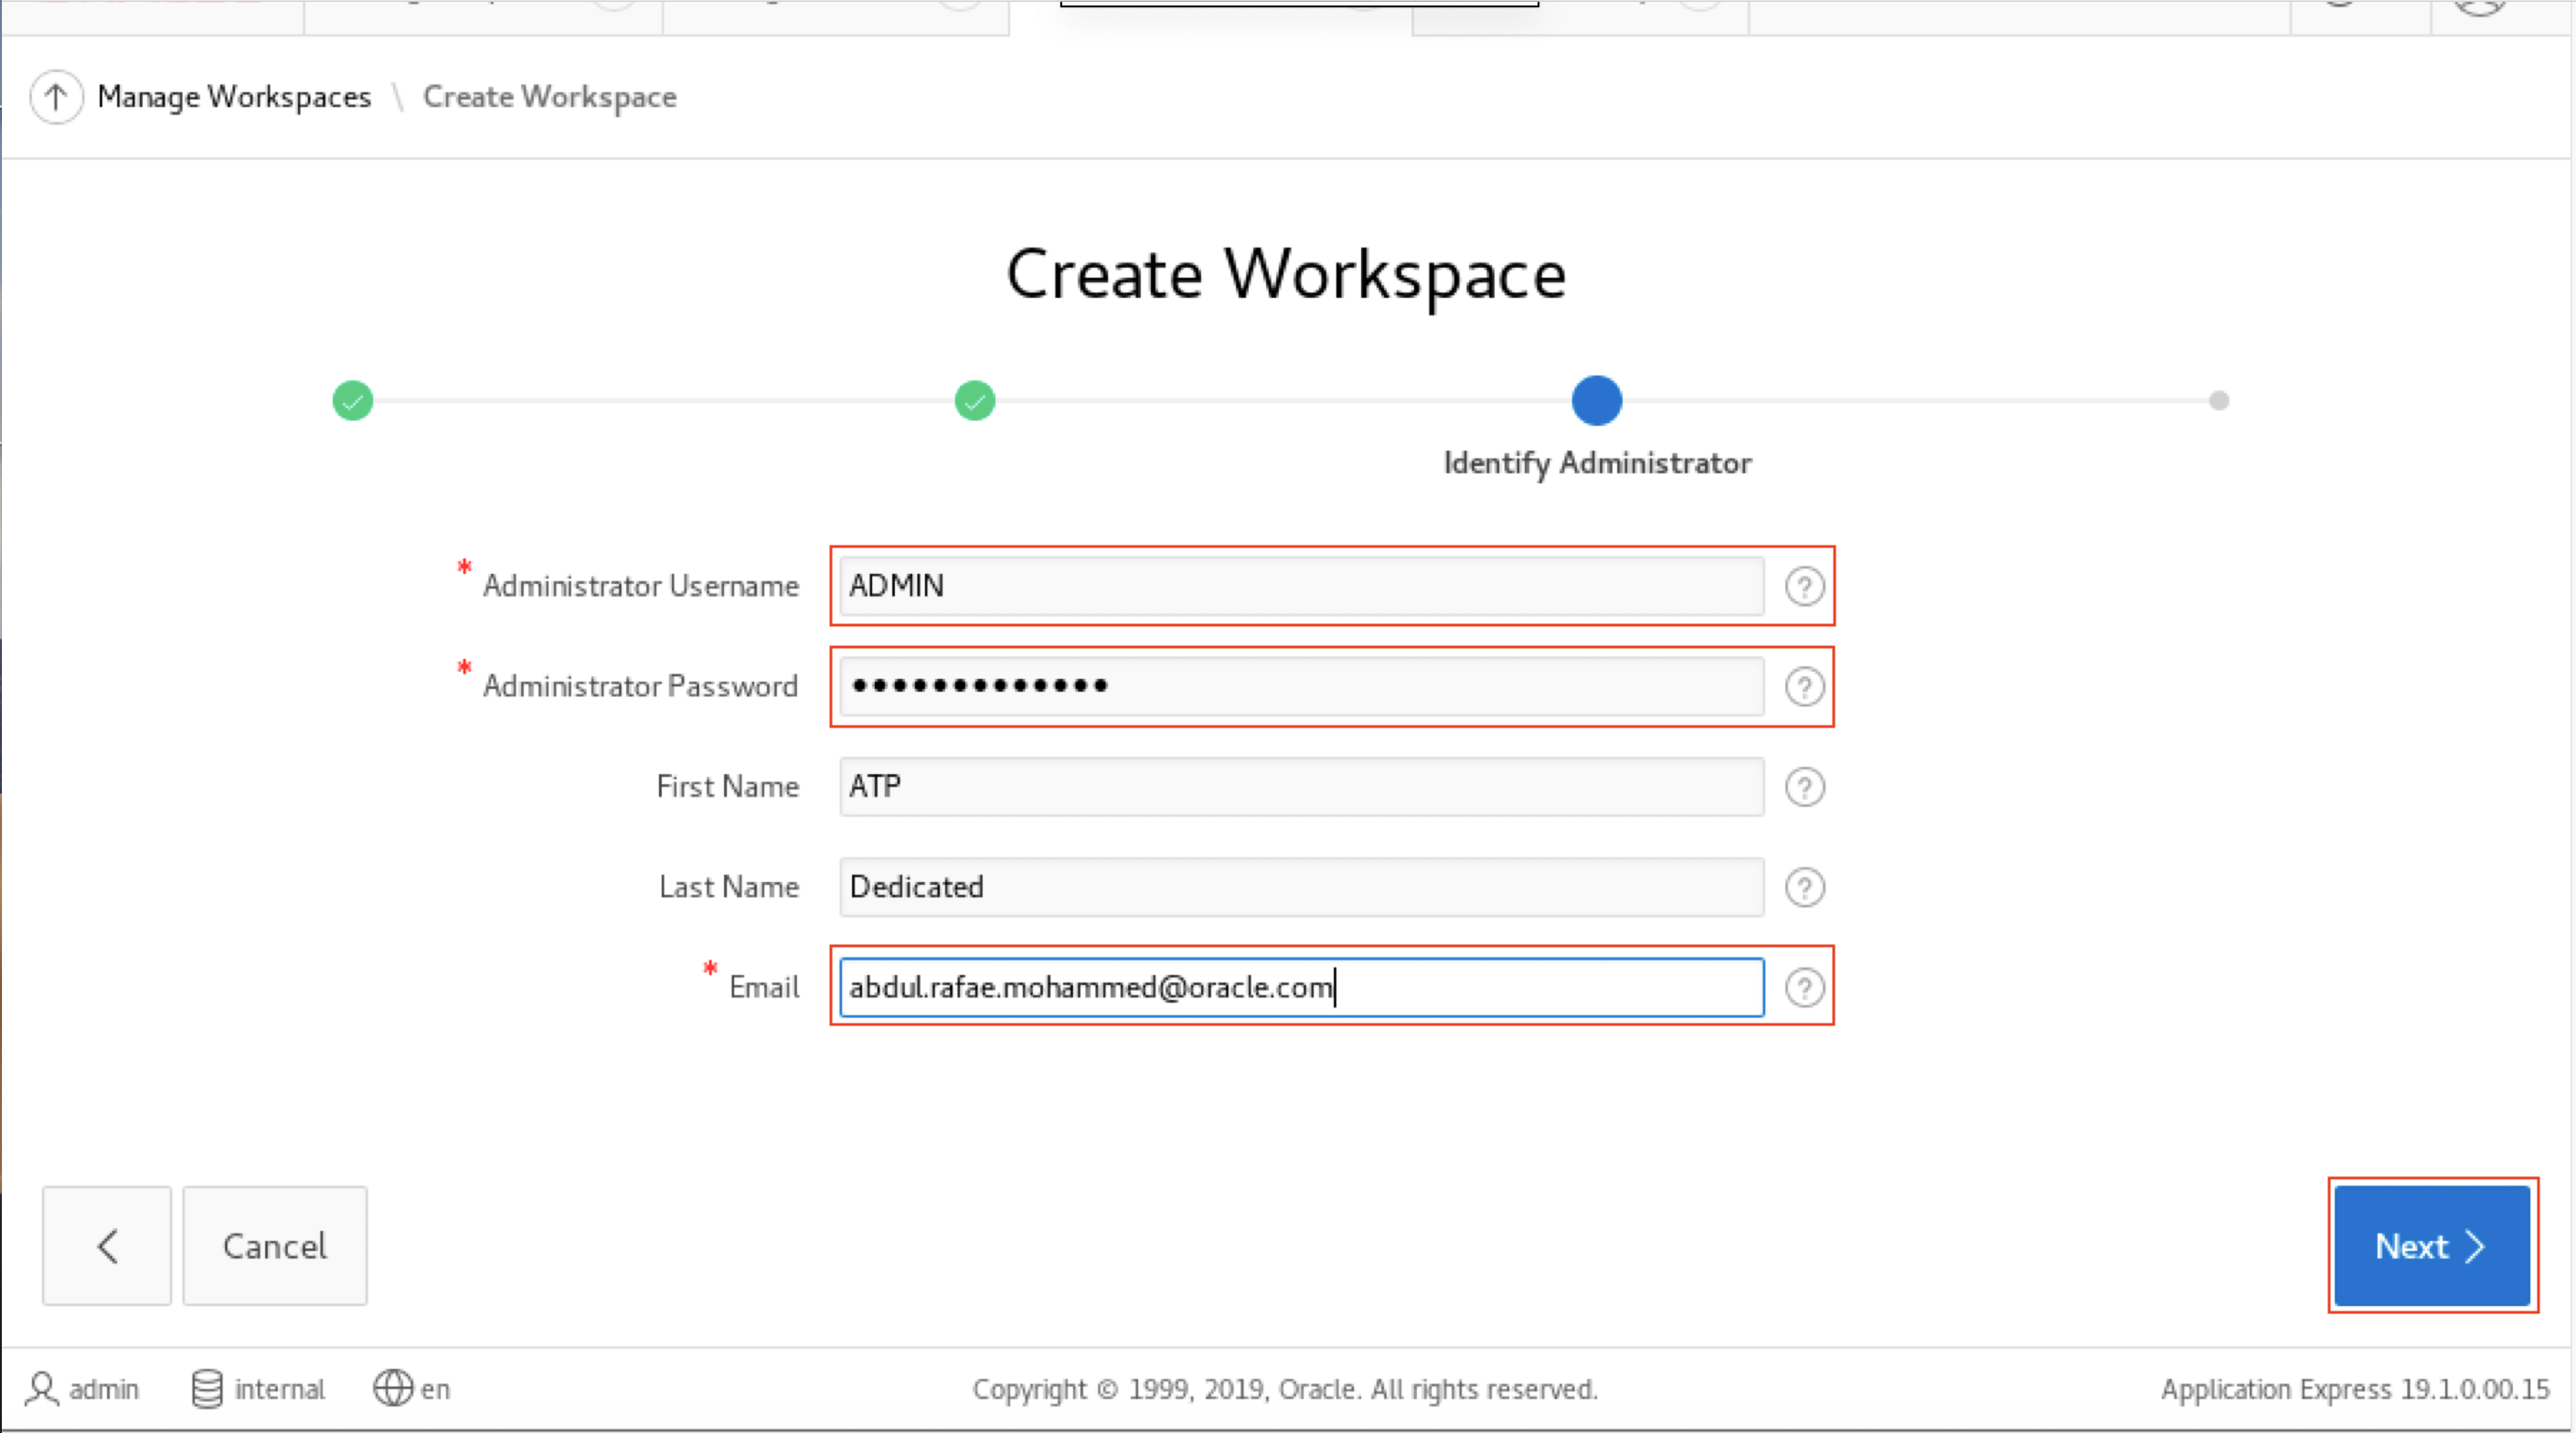 Manage Workspaces \ Create Workspace
Create Workspace
Identify Administrator
* Administrator Username ADMIN ?
* Administrator Password ••••••••••••• ?
First Name ATP ?
Last Name Dedicated ?
* Email abdul.rafae.mohammed@oracle.com ?
Cancel
Next
admin internal en Copyright © 1999, 2019, Oracle. All rights reserved. Application Express 19.1.0.00.15